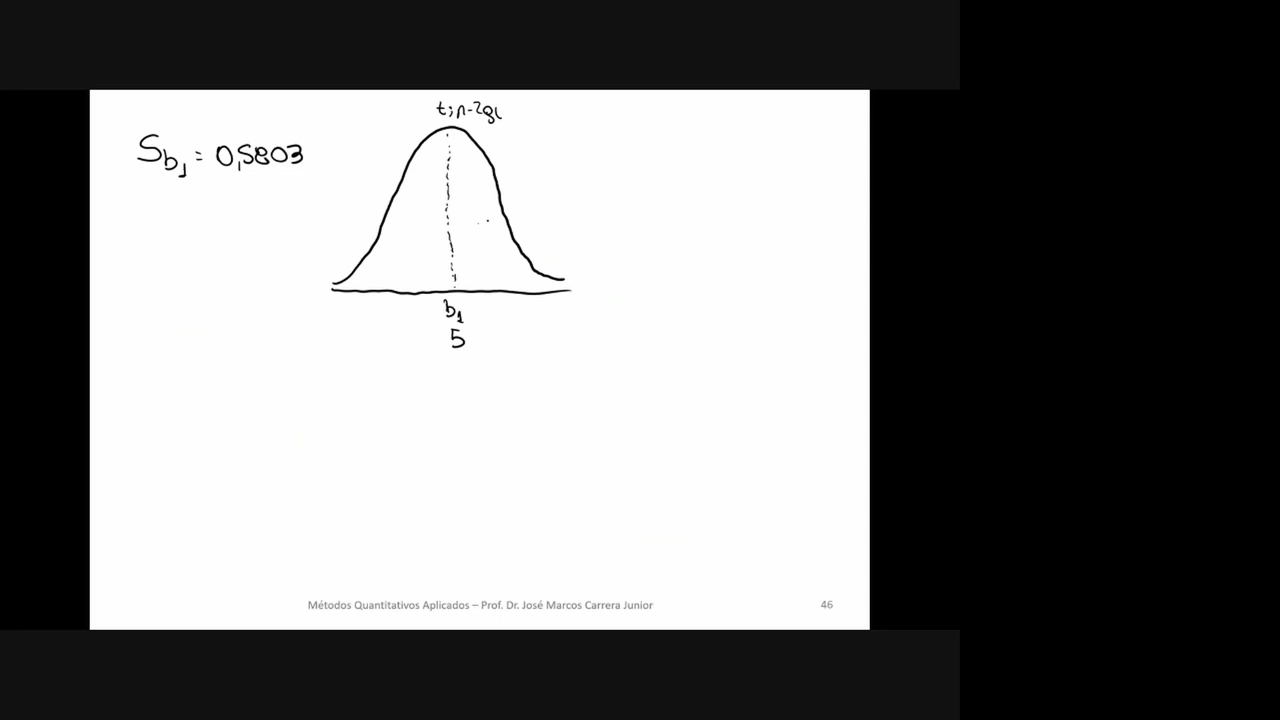 t; n-2gl
Sb1 = 0,5803
b1
5
Métodos Quantitativos Aplicados – Prof. Dr. José Marcos Carrera Junior
46